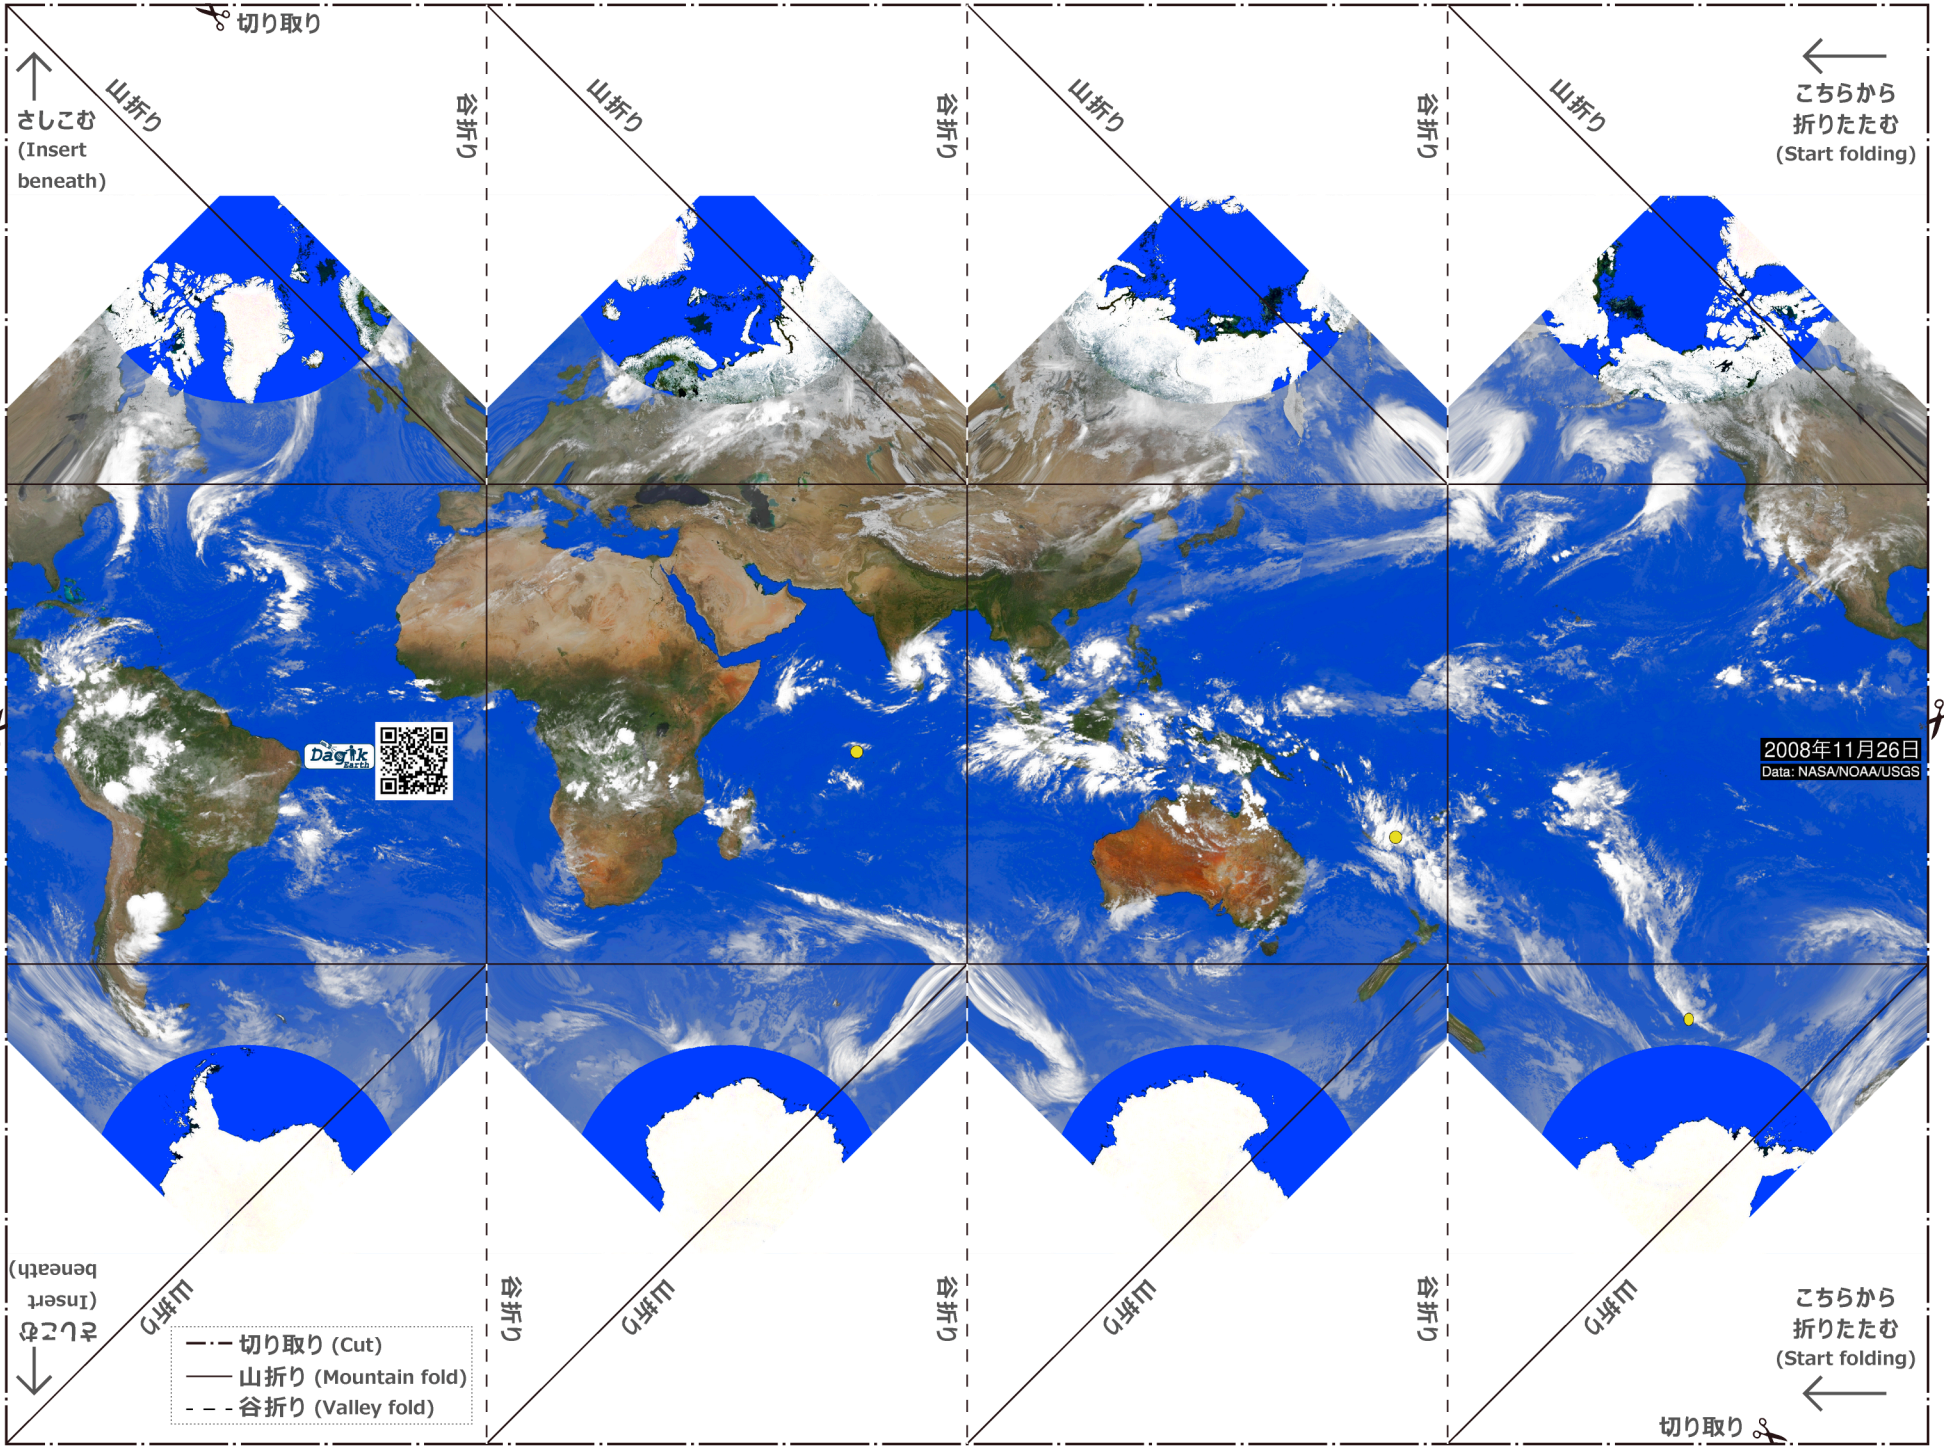 切り取り
山折り
谷折り
山折り
谷折り
山折り
谷折り
山折り
さしこむ
(Insert
beneath)
こちらから
折りたたむ
(Start folding)
Dagik
Earth
2008年11月26日
Data: NASA/NOAA/USGS
さしこむ
(Insert
beneath)
山折り
谷折り
山折り
谷折り
山折り
谷折り
山折り
こちらから
折りたたむ
(Start folding)
切り取り (Cut)
山折り (Mountain fold)
谷折り (Valley fold)
切り取り